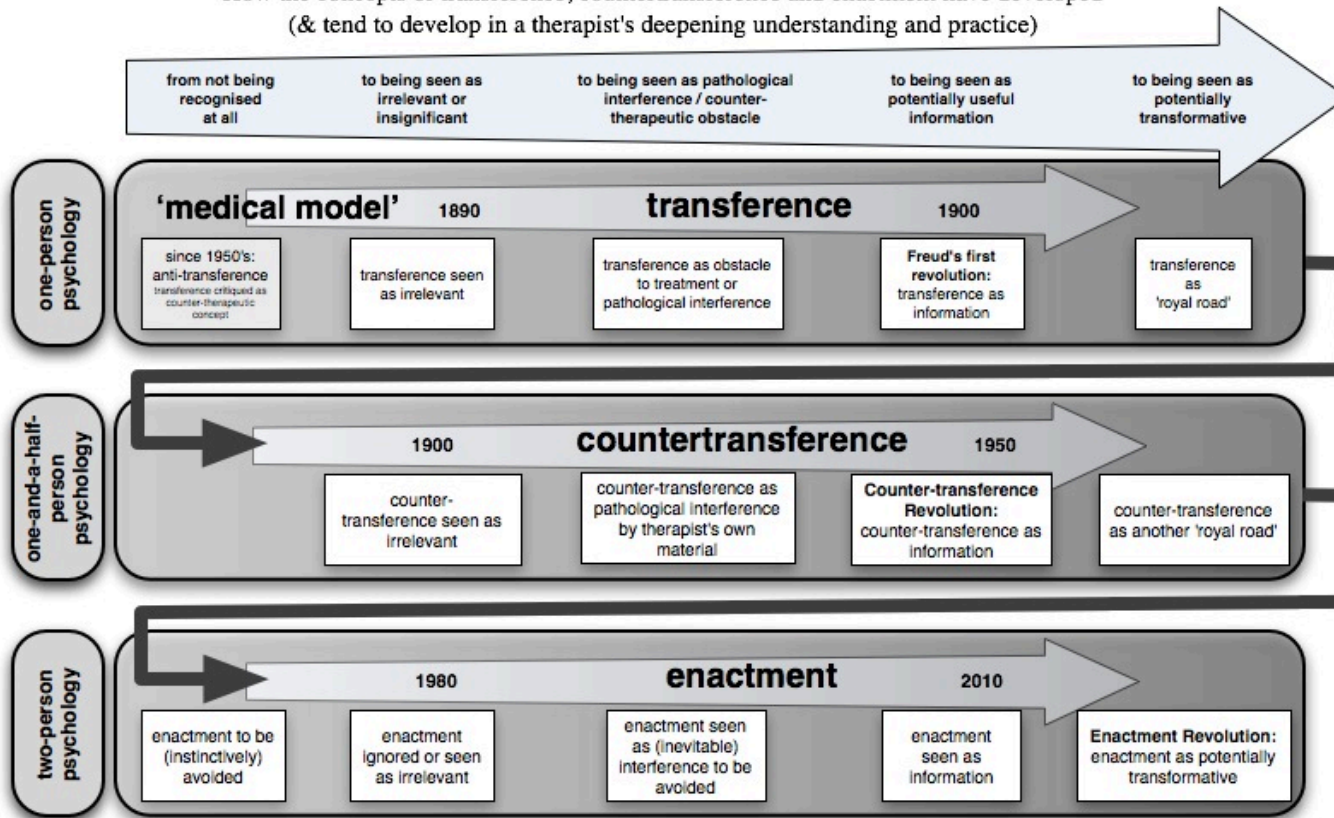 (& tend to develop in a therapist's deepening understanding and practice)
from not being
recognised
at all
to being seen as
irrelevant or
insignificant
to being seen as pathological
interference / counter-
therapeutic obstacle
to being seen as
potentially useful
information
to being seen as
potentially
transformative
one-person
psychology
'medical model'
1890
transference
1900
since 1950's:
anti-transference
transference critiqued as
counter-therapeutic
concept
transference seen
as irrelevant
transference as obstacle
to treatment or
pathological interference
Freud's first
revolution:
transference as
information
transference
as
'royal road'
one-and-a-half-
person
psychology
1900
countertransference
1950
counter-
transference seen as
irrelevant
counter-transference as
pathological interference
by therapist's own
material
Counter-transference
Revolution:
counter-transference as
information
counter-transference
as another 'royal road'
two-person
psychology
1980
enactment
2010
enactment to be
(instinctively)
avoided
enactment
ignored or seen
as irrelevant
enactment seen
as (inevitable)
interference to be
avoided
enactment
seen as
information
Enactment Revolution:
enactment as potentially
transformative